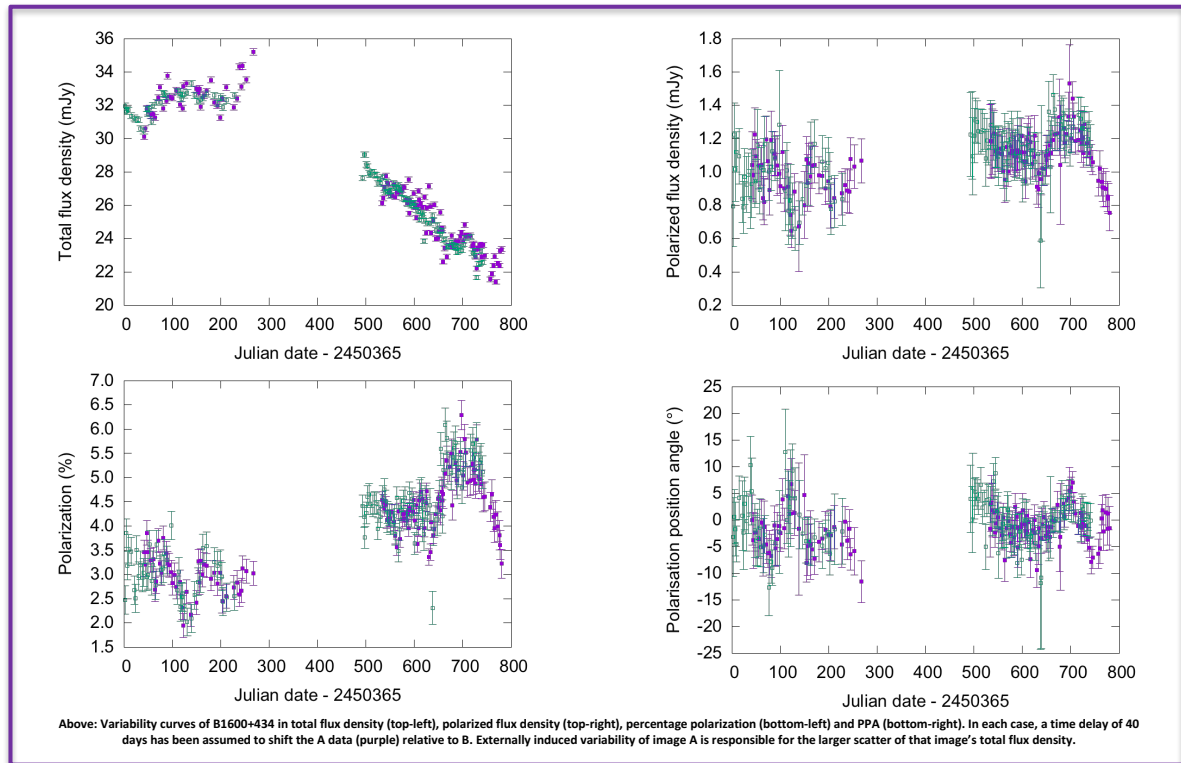 36
34
32
30
28
26
24
22
20
Total flux density (mJy)
0 100 200 300 400 500 600 700 800
Julian date - 2450365
1.8
1.6
1.4
1.2
1.0
0.8
0.6
0.4
0.2
Polarized flux density (mJy)
0 100 200 300 400 500 600 700 800
Julian date - 2450365
7.0
6.5
6.0
5.5
5.0
4.5
4.0
3.5
3.0
2.5
2.0
1.5
Polarization (%)
0 100 200 300 400 500 600 700 800
Julian date - 2450365
25
20
15
10
5
0
-5
-10
-15
-20
-25
Polarisation position angle (°)
0 100 200 300 400 500 600 700 800
Julian date - 2450365
Above: Variability curves of B1600+434 in total flux density (top-left), polarized flux density (top-right), percentage polarization (bottom-left) and PPA (bottom-right). In each case, a time delay of 40
days has been assumed to shift the A data (purple) relative to B. Externally induced variability of image A is responsible for the larger scatter of that image's total flux density.